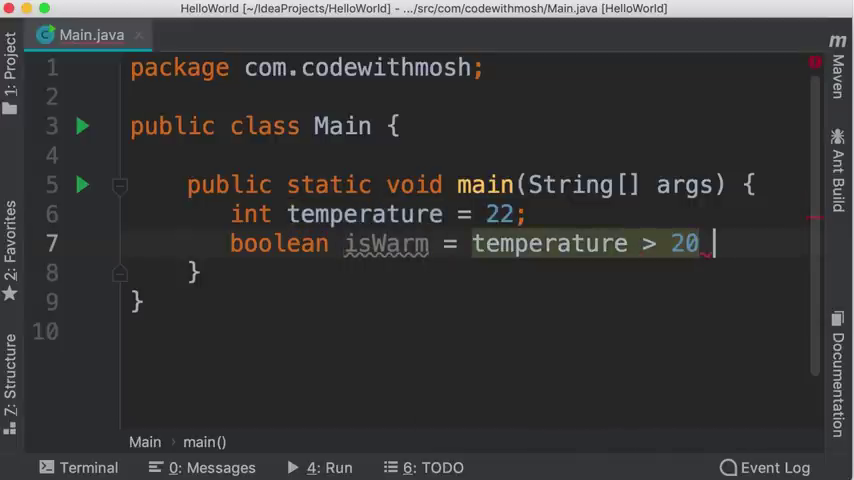 HelloWorld [~/IdeaProjects/HelloWorld] - .../src/com/codewithmosh/Main.java [HelloWorld]
Main.java
1: Project
2: Favorites
Z: Structure
1 package com.codewithmosh;
2
3 public class Main {
4
5 public static void main(String[] args) {
6 int temperature = 22;
7 boolean isWarm = temperature > 20
8 }
9 }
10
m
Maven
Ant Build
Documentation
Main › main()
Terminal 0: Messages 4: Run 6: TODO Event Log